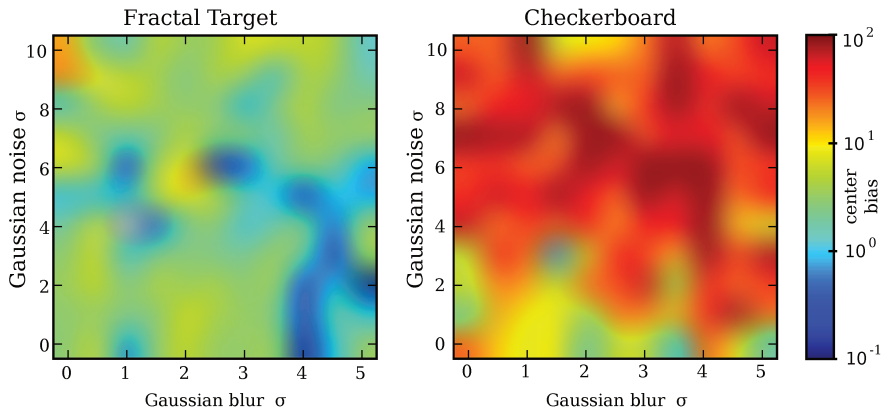 Fractal Target
Checkerboard
10
8
6
4
2
0
0 1 2 3 4 5
Gaussian noise σ
Gaussian blur σ
10
8
6
4
2
0
0 1 2 3 4 5
Gaussian noise σ
Gaussian blur σ
10^2
10^1
10^0
10^-1
center
bias